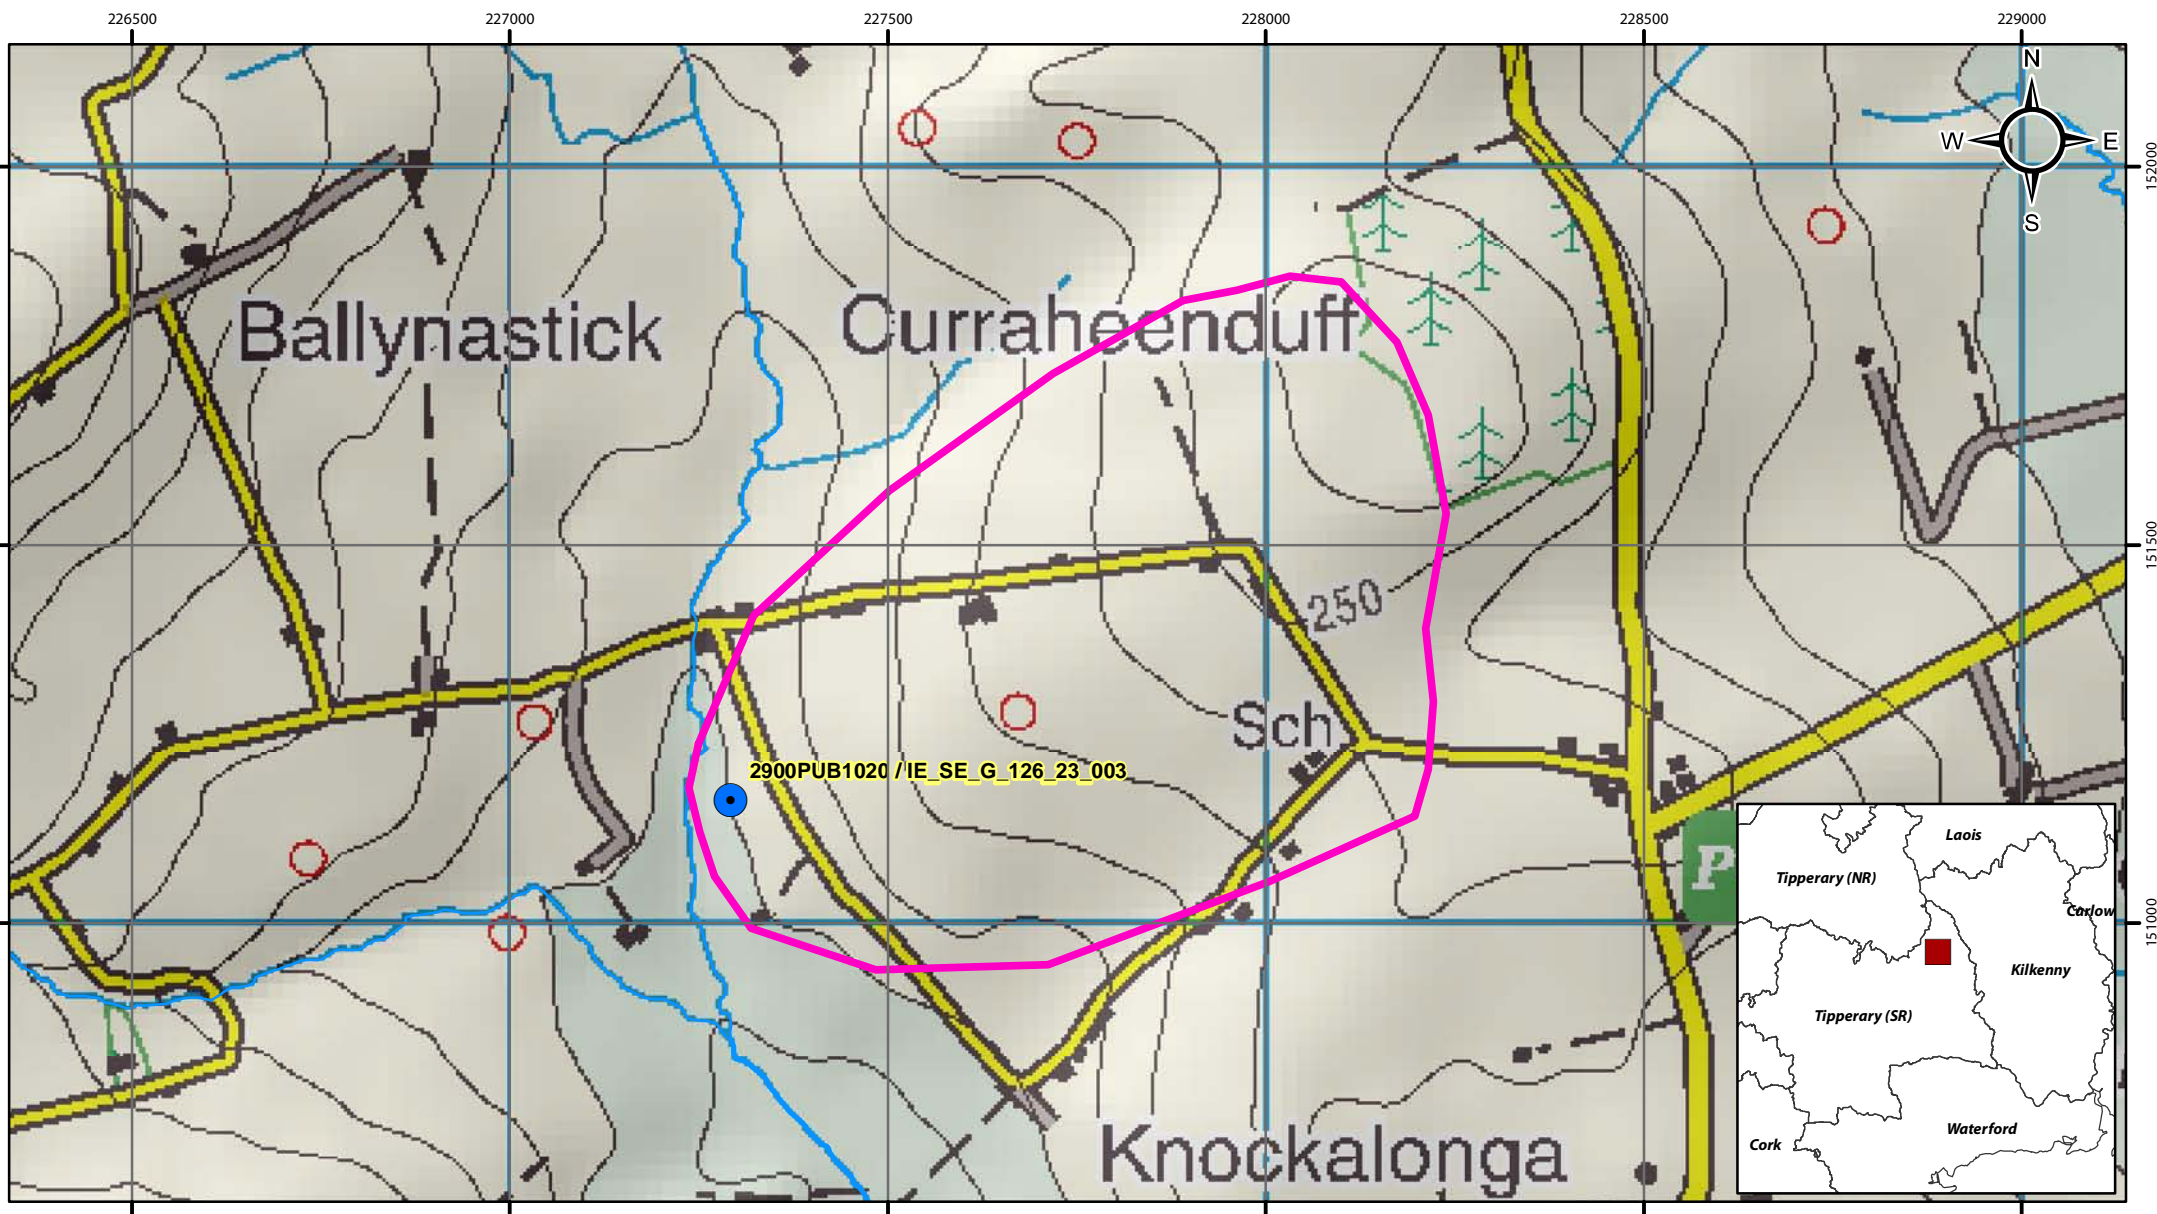 226500 227000 227500 228000 228500 229000
N
W E
S
152000
Ballynastick
Curraheenduff
151500
250
Sch
2900PUB1020 / IE_SE_G_126_23_003
P
151000
Knockalonga
Laois
Tipperary (NR)
Carlow
Kilkenny
Tipperary (SR)
Waterford
Cork